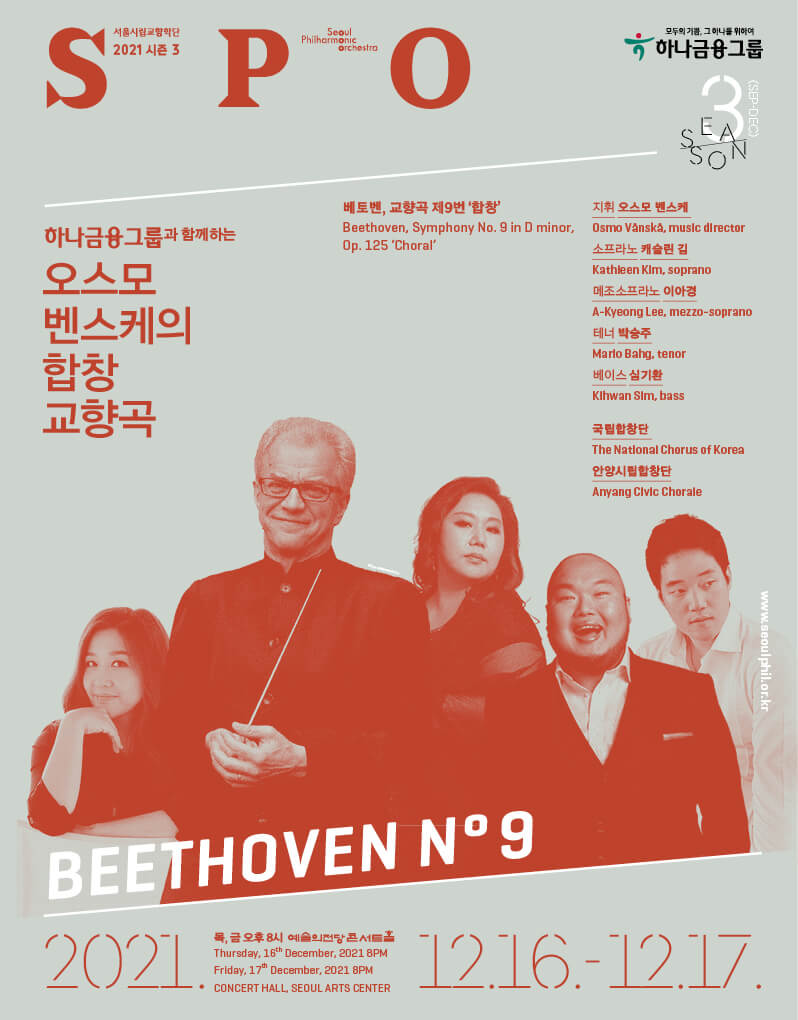 SPO
서울시립교향악단
2021 시즌 3
Seoul
Philharmonic
Orchestra
모두의 기쁨, 그 하나를 위하여
하나금융그룹
3
(SEP-DEC)
SEASON
하나금융그룹과 함께하는
오스모
벤스케의
합창
교향곡
베토벤, 교향곡 제9번 ‘합창’
Beethoven, Symphony No. 9 in D minor,
Op. 125 ‘Choral’
지휘 오스모 벤스케
Osmo Vänskä, music director
소프라노 캐슬린 김
Kathleen Kim, soprano
메조소프라노 이아경
A-Kyeong Lee, mezzo-soprano
테너 박승주
Mario Bahg, tenor
베이스 심기환
Kihwan Sim, bass
국립합창단
The National Chorus of Korea
안양시립합창단
Anyang Civic Chorale
www.seoulphil.or.kr
BEETHOVEN Nº 9
2021.
목, 금 오후 8시 예술의전당 콘서트홀
Thursday, 16th December, 2021 8PM
Friday, 17th December, 2021 8PM
CONCERT HALL, SEOUL ARTS CENTER
12.16.-12.17.